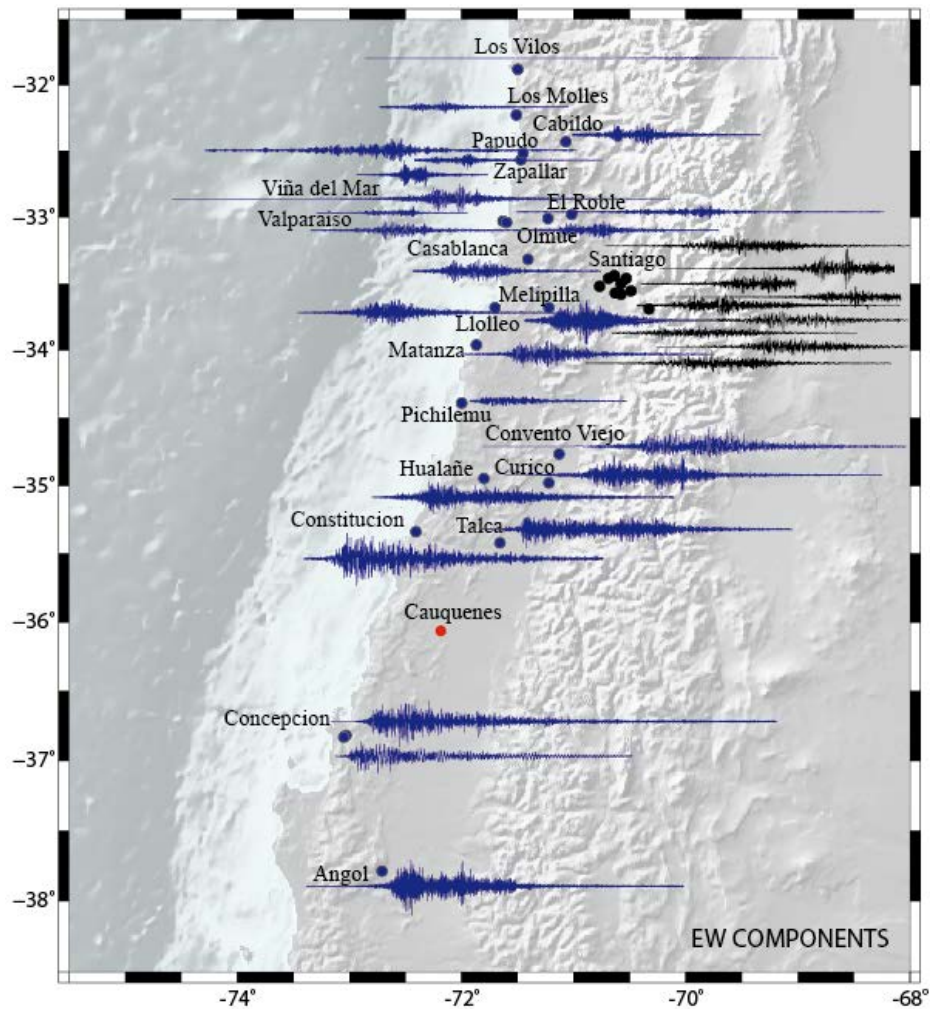 Los Vilos
−32°
Los Molles
Cabildo
Papudo
Zapallar
Viña del Mar
−33°
El Roble
Valparaiso
Olmue
Casablanca
Santiago
Melipilla
Llolleo
−34°
Matanza
Pichilemu
Convento Viejo
−35°
Hualañe
Curico
Constitucion
Talca
−36°
Cauquenes
Concepcion
−37°
Angol
−38°
EW COMPONENTS
-74°
-72°
-70°
-68°